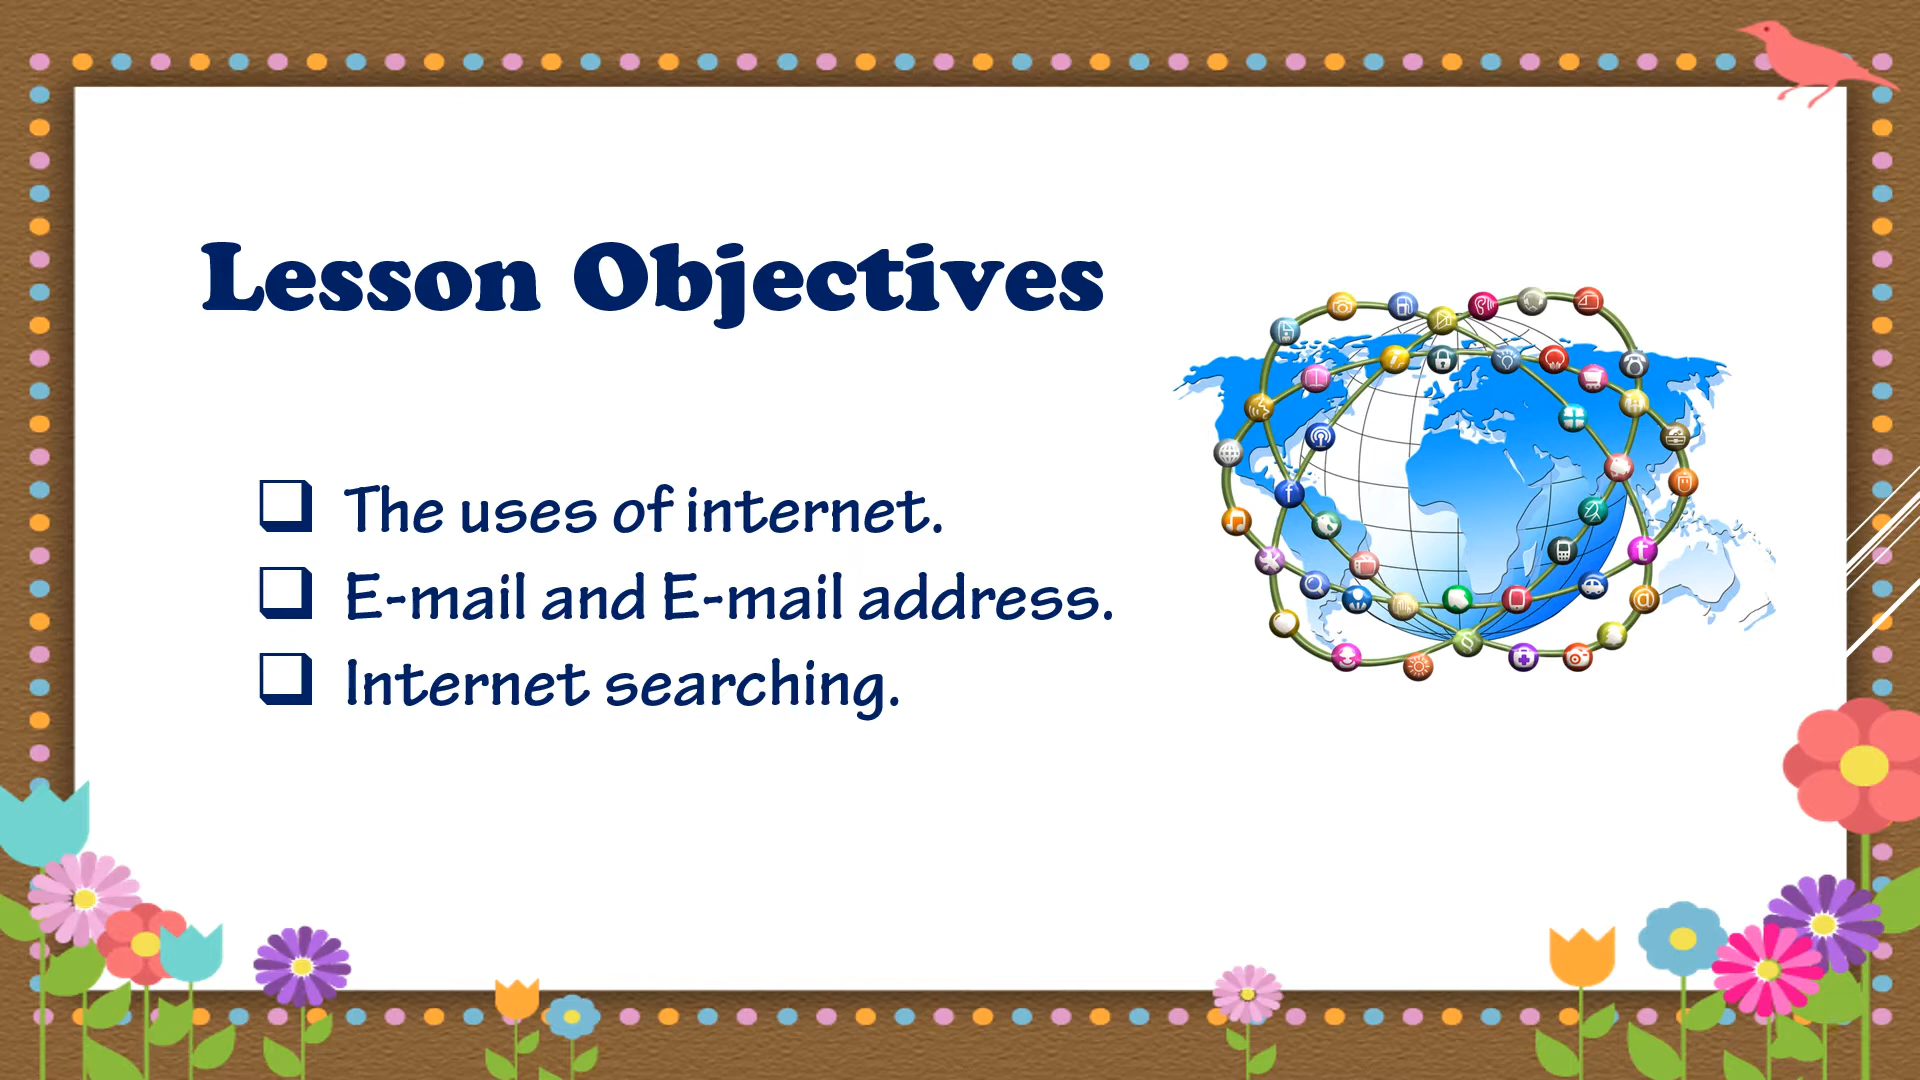 Lesson Objectives
The uses of internet.
E-mail and E-mail address.
Internet searching.